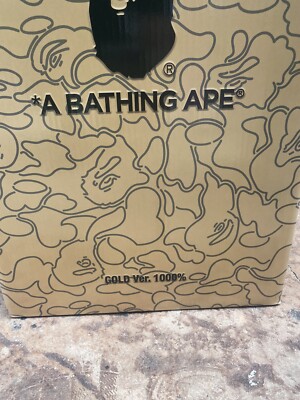 ®
*A BATHING APE®
GOLD Ver. 1000%